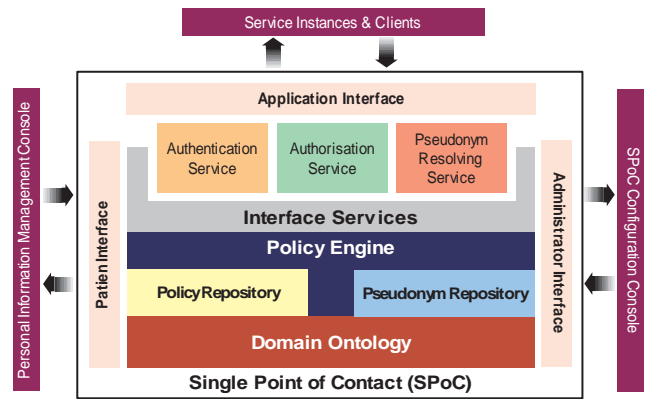 Service Instances & Clients
Application Interface
Authentication
Service
Authorisation
Service
Pseudonym
Resolving
Service
Personal Information Management Console
Patien Interface
Interface Services
Policy Engine
PolicyRepository
Pseudonym Repository
Domain Ontology
Administrator Interface
SPoC Configuration Console
Single Point of Contact (SPoC)